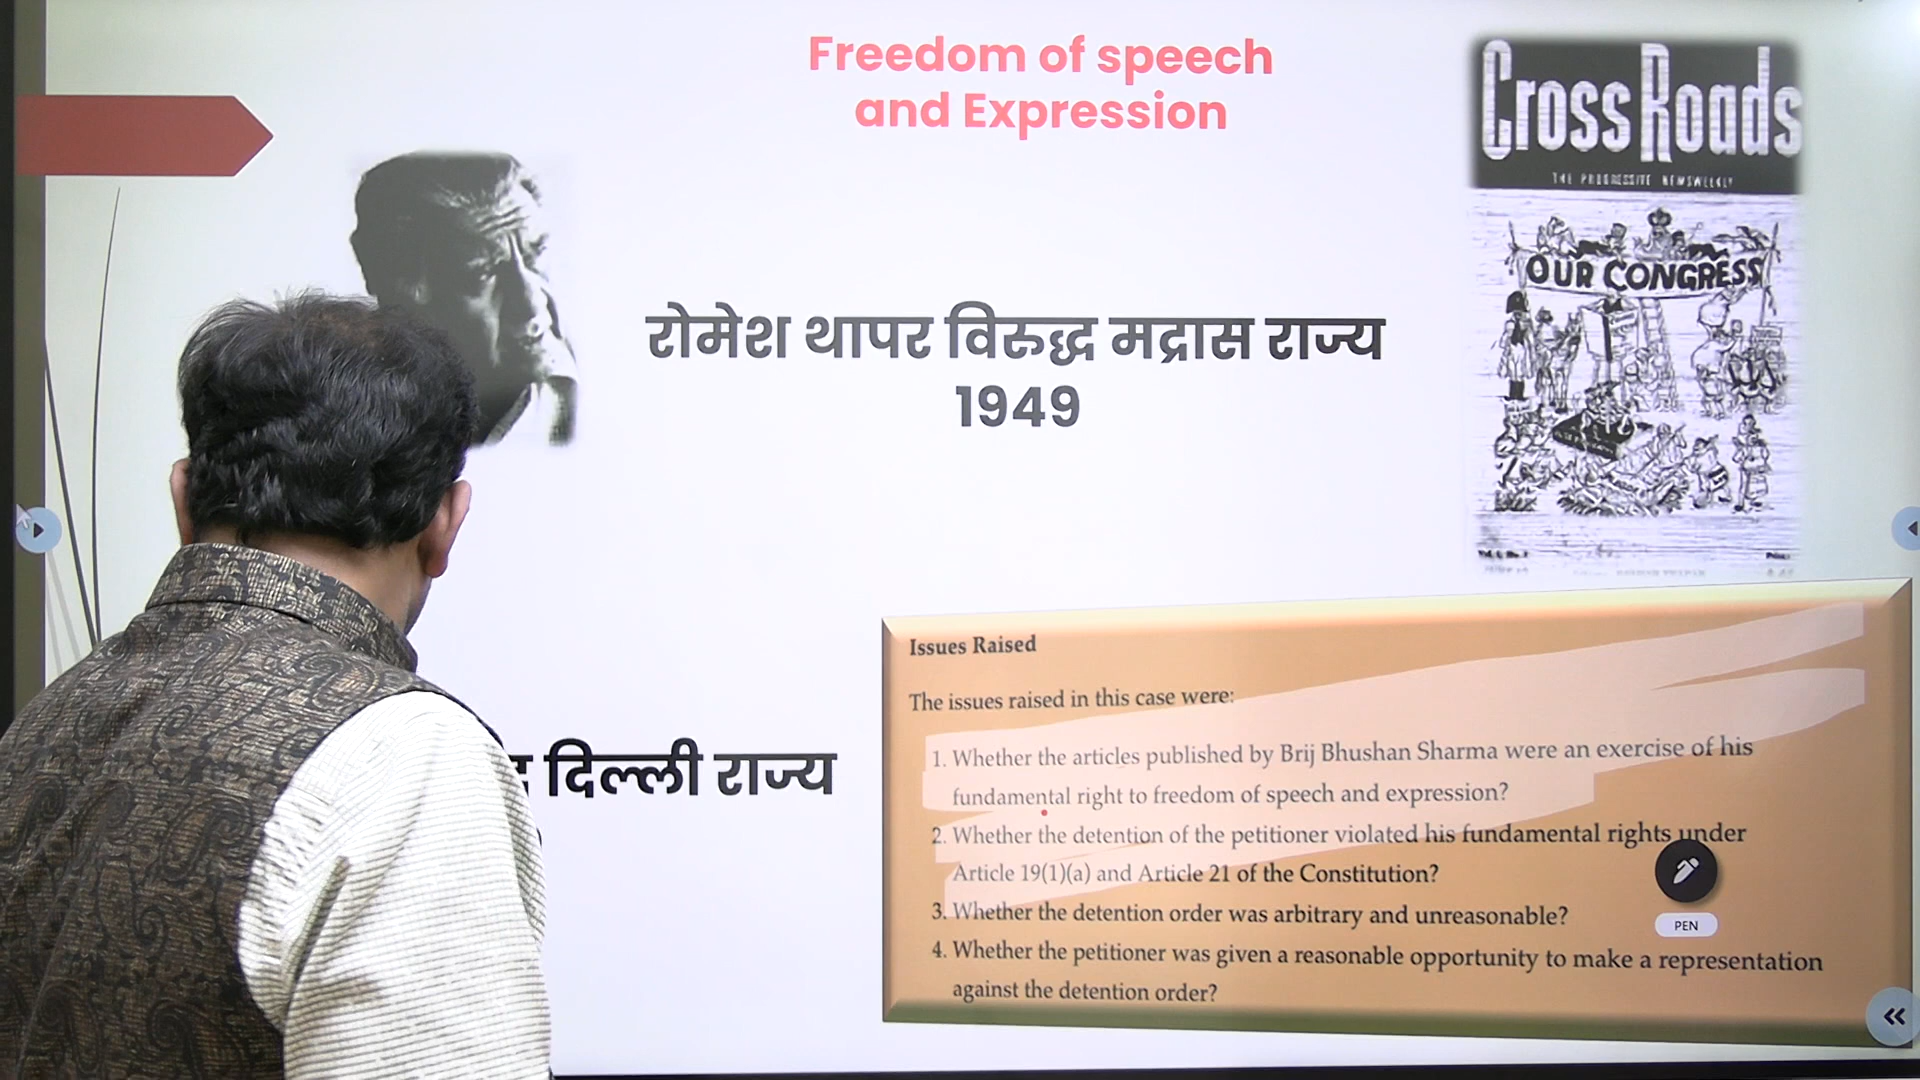 Freedom of speech
and Expression
Cross Roads
THE PROGRESSIVE NEWSWEEKLY
OUR CONGRESS
रोमेश थापर विरुद्ध मद्रास राज्य
1949
दिल्ली राज्य
Issues Raised
The issues raised in this case were:
1. Whether the articles published by Brij Bhushan Sharma were an exercise of his
fundamental right to freedom of speech and expression?
2. Whether the detention of the petitioner violated his fundamental rights under
Article 19(1)(a) and Article 21 of the Constitution?
3. Whether the detention order was arbitrary and unreasonable?
4. Whether the petitioner was given a reasonable opportunity to make a representation
against the detention order?
PEN